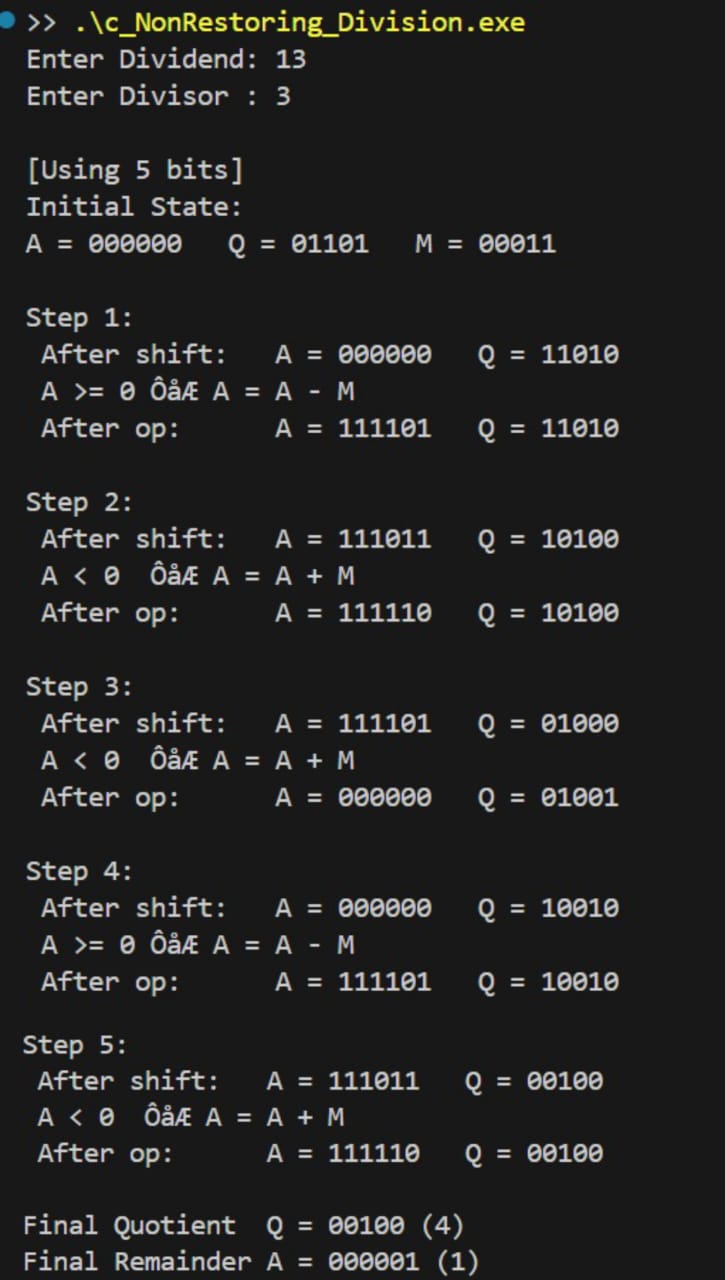 >> .\c_NonRestoring_Division.exe
Enter Dividend: 13
Enter Divisor : 3
[Using 5 bits]
Initial State:
A = 000000   Q = 01101   M = 00011
Step 1:
After shift:   A = 000000   Q = 11010
A >= 0 ÔåÆ A = A - M
After op:      A = 111101   Q = 11010
Step 2:
After shift:   A = 111011   Q = 10100
A < 0  ÔåÆ A = A + M
After op:      A = 111110   Q = 10100
Step 3:
After shift:   A = 111101   Q = 01000
A < 0  ÔåÆ A = A + M
After op:      A = 000000   Q = 01001
Step 4:
After shift:   A = 000000   Q = 10010
A >= 0 ÔåÆ A = A - M
After op:      A = 111101   Q = 10010
Step 5:
After shift:   A = 111011   Q = 00100
A < 0  ÔåÆ A = A + M
After op:      A = 111110   Q = 00100
Final Quotient  Q = 00100 (4)
Final Remainder A = 000001 (1)